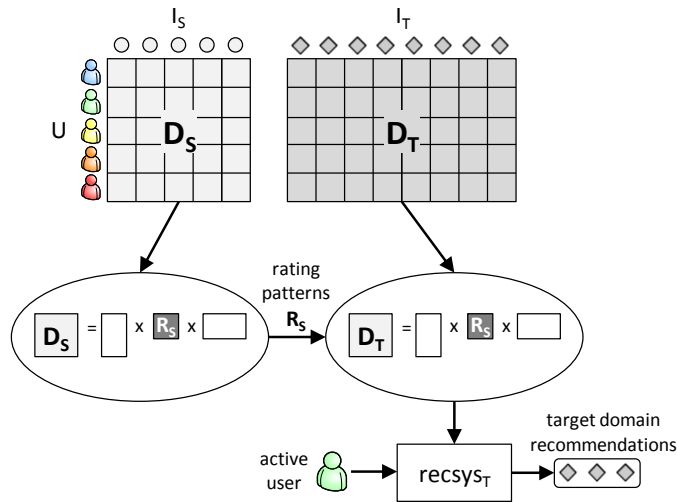 I_S I_T
U
D_S D_T
rating
patterns
R_S
D_S = x R_S x
D_T = x R_S x
target domain
recommendations
active
user
recsys_T